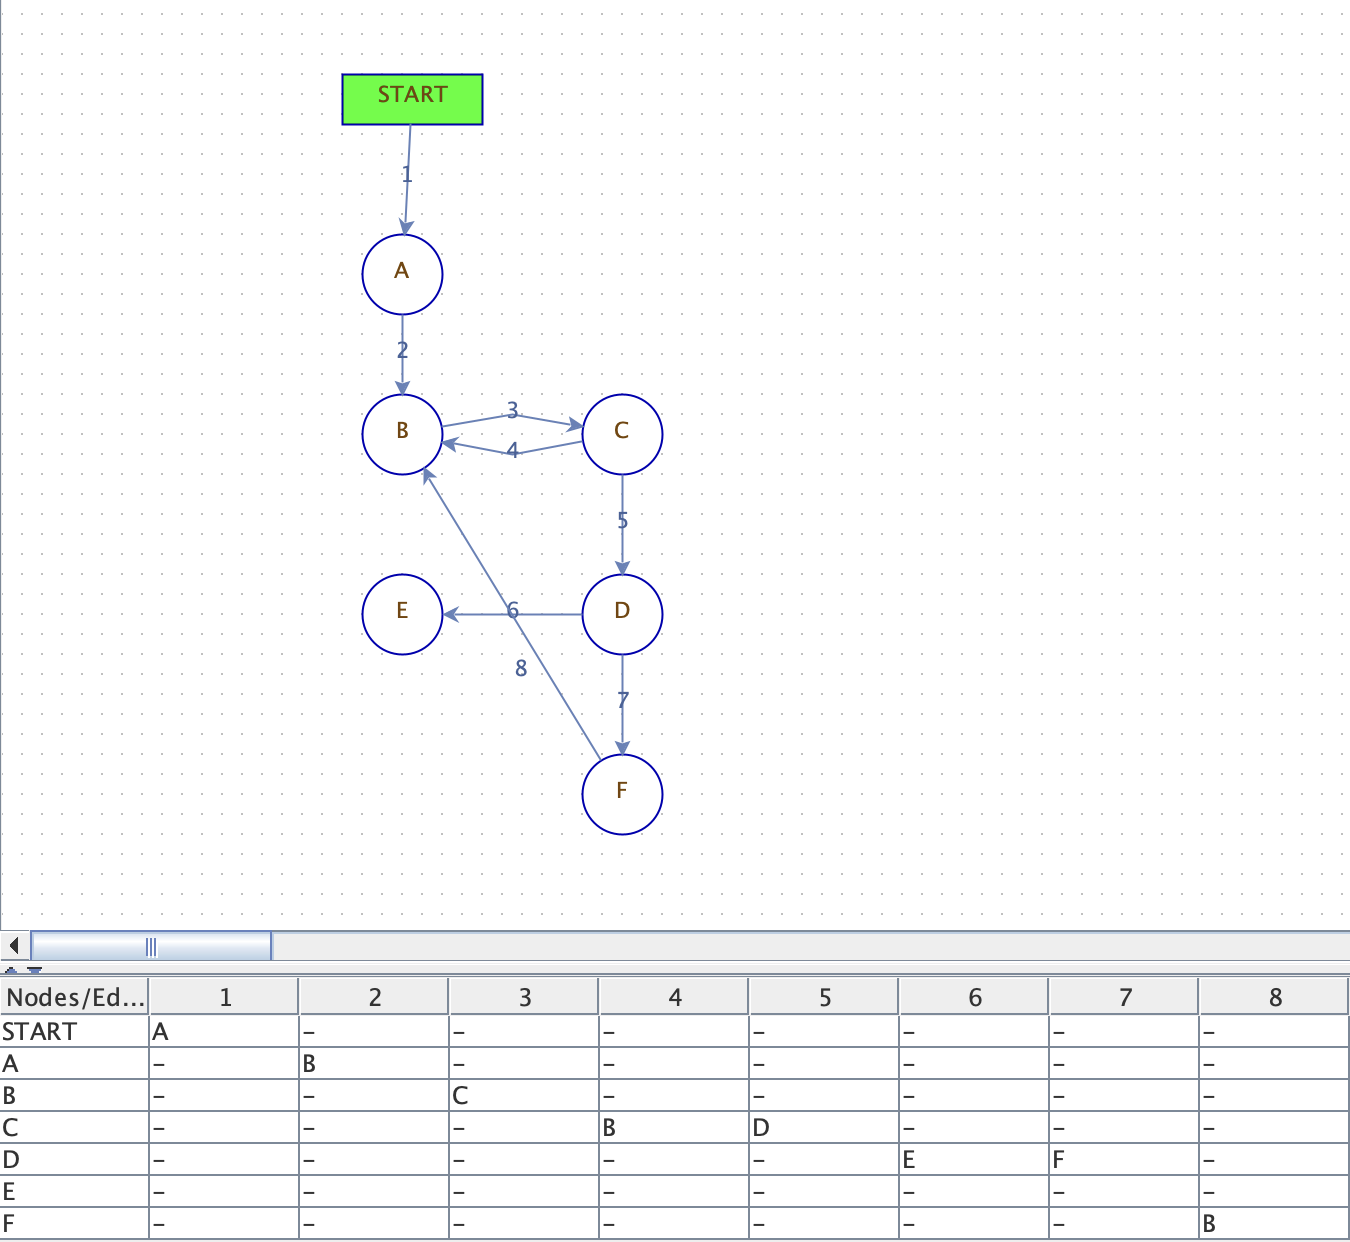 START
1
A
2
B
3
C
4
5
E
6
D
8
7
F
Nodes/Ed... 1 2 3 4 5 6 7 8
START A – – – – – – –
A – B – – – – – –
B – – C – – – – –
C – – – B D – – –
D – – – – – E F –
E – – – – – – – –
F – – – – – – – B